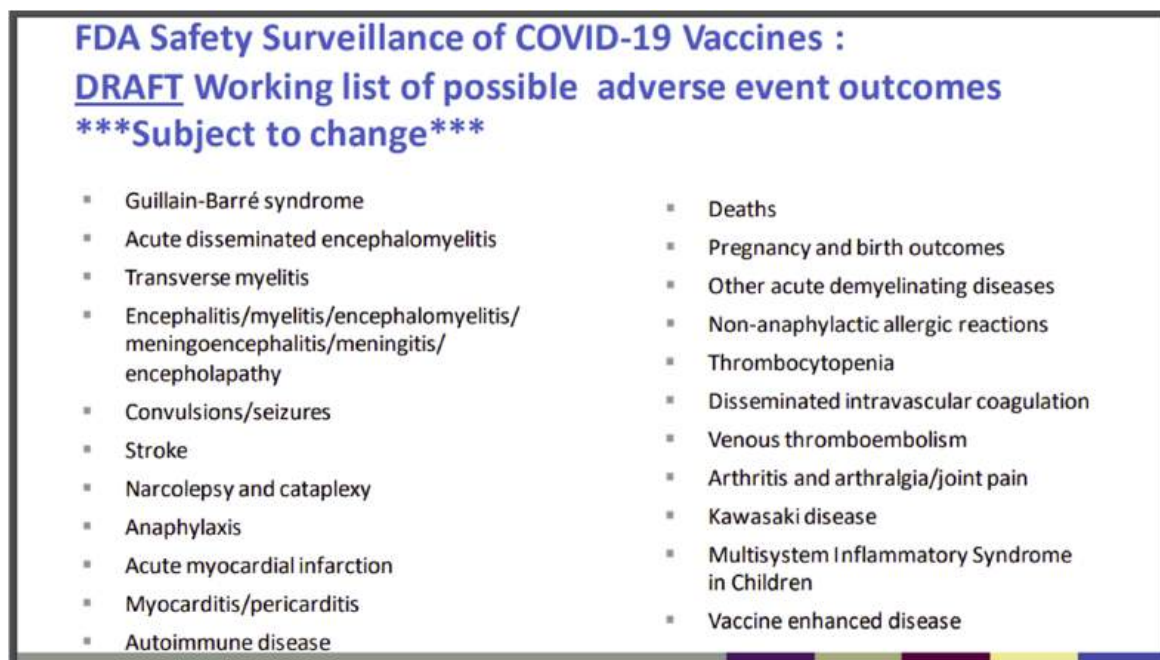 FDA Safety Surveillance of COVID-19 Vaccines :
DRAFT Working list of possible  adverse event outcomes
***Subject to change***
Guillain-Barré syndrome
Acute disseminated encephalomyelitis
Transverse myelitis
Encephalitis/myelitis/encephalomyelitis/
meningoencephalitis/meningitis/
encepholapathy
Convulsions/seizures
Stroke
Narcolepsy and cataplexy
Anaphylaxis
Acute myocardial infarction
Myocarditis/pericarditis
Autoimmune disease
Deaths
Pregnancy and birth outcomes
Other acute demyelinating diseases
Non-anaphylactic allergic reactions
Thrombocytopenia
Disseminated intravascular coagulation
Venous thromboembolism
Arthritis and arthralgia/joint pain
Kawasaki disease
Multisystem Inflammatory Syndrome
in Children
Vaccine enhanced disease